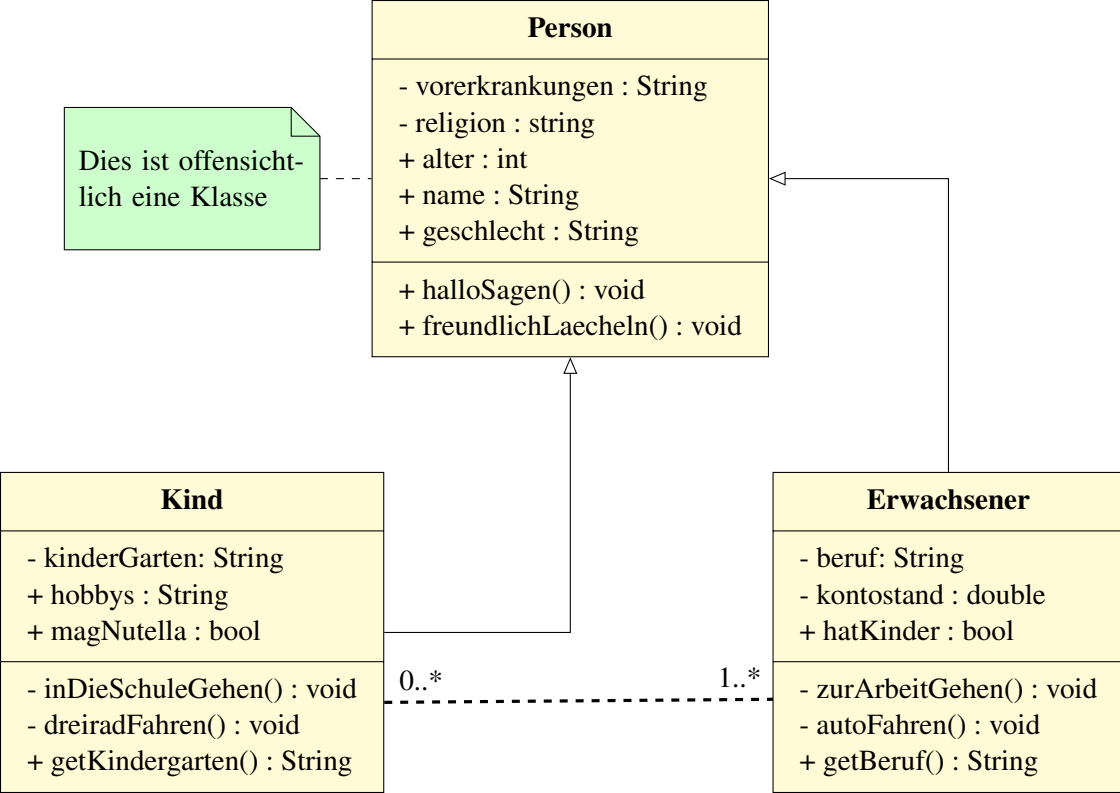 Person
- vorerkrankungen : String
- religion : string
+ alter : int
+ name : String
+ geschlecht : String
+ halloSagen() : void
+ freundlichLaecheln() : void
Dies ist offensicht-
lich eine Klasse
Kind
- kinderGarten: String
+ hobbys : String
+ magNutella : bool
- inDieSchuleGehen() : void
- dreiradFahren() : void
+ getKindergarten() : String
0..*
1..*
Erwachsener
- beruf: String
- kontostand : double
+ hatKinder : bool
- zurArbeitGehen() : void
- autoFahren() : void
+ getBeruf() : String